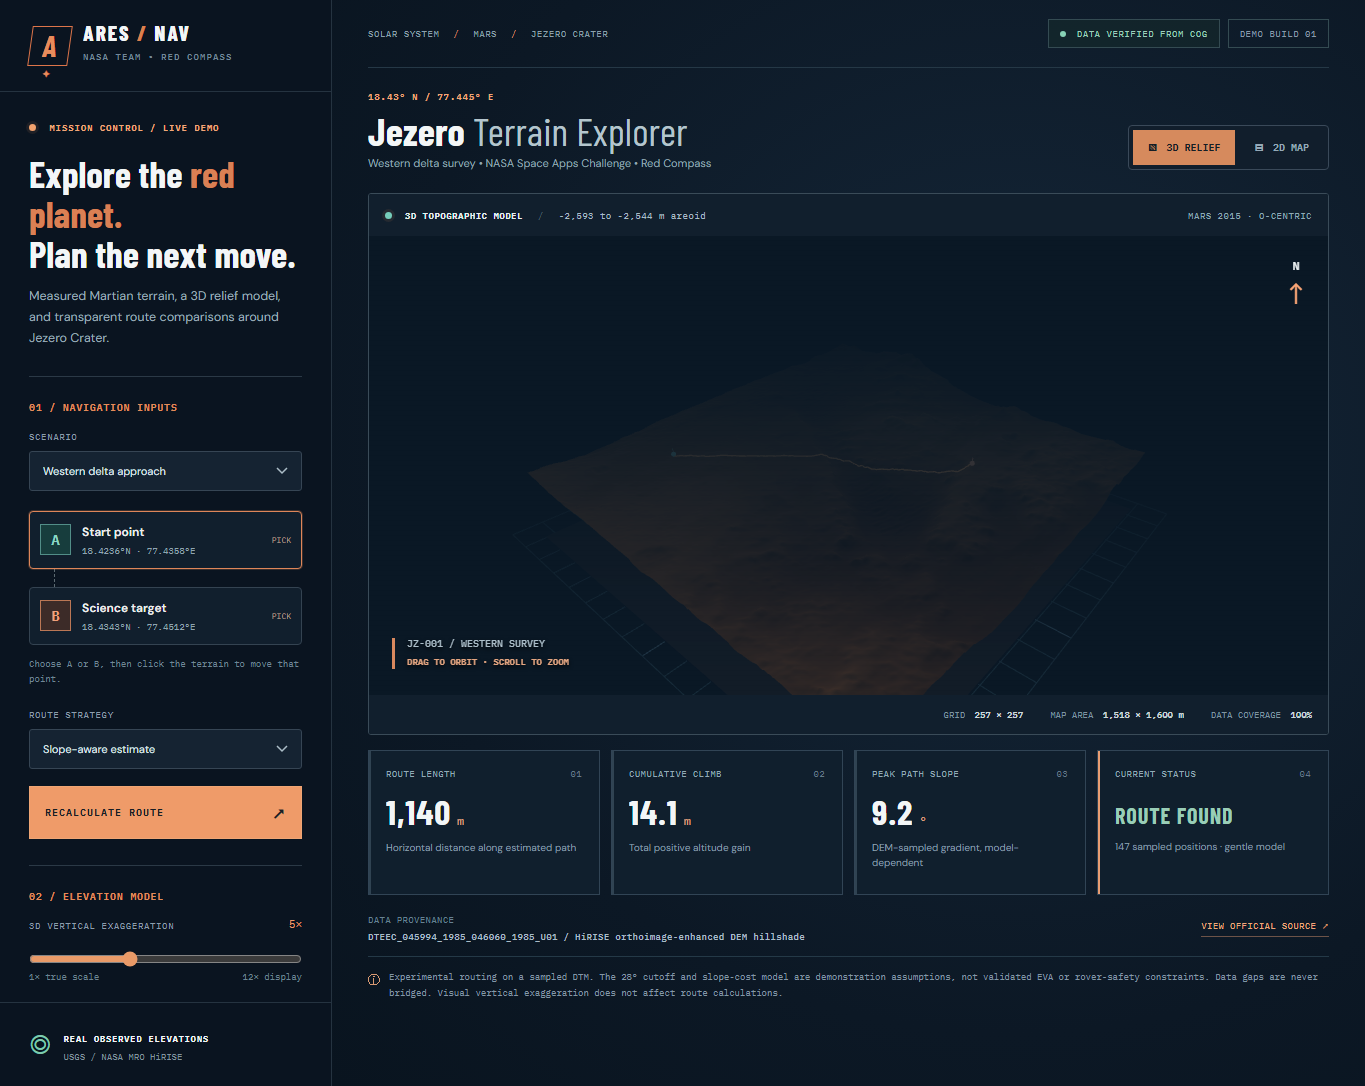 A
ARES / NAV
NASA TEAM • RED COMPASS
MISSION CONTROL / LIVE DEMO
Explore the red
planet.
Plan the next move.
Measured Martian terrain, a 3D relief model,
and transparent route comparisons around
Jezero Crater.
01 / NAVIGATION INPUTS
SCENARIO
Western delta approach
A
Start point
18.4236°N · 77.4358°E
PICK
B
Science target
18.4343°N · 77.4512°E
PICK
Choose A or B, then click the terrain to move that
point.
ROUTE STRATEGY
Slope-aware estimate
RECALCULATE ROUTE ↗
02 / ELEVATION MODEL
3D VERTICAL EXAGGERATION 5×
1× true scale 12× display
REAL OBSERVED ELEVATIONS
USGS / NASA MRO HiRISE
SOLAR SYSTEM / MARS / JEZERO CRATER
DATA VERIFIED FROM COG
DEMO BUILD 01
18.43° N / 77.445° E
Jezero Terrain Explorer
Western delta survey • NASA Space Apps Challenge • Red Compass
3D RELIEF
2D MAP
3D TOPOGRAPHIC MODEL / -2,593 to -2,544 m areoid
MARS 2015 · O-CENTRIC
N
JZ-001 / WESTERN SURVEY
DRAG TO ORBIT · SCROLL TO ZOOM
GRID 257 × 257 MAP AREA 1,518 × 1,600 m DATA COVERAGE 100%
ROUTE LENGTH 01
1,140 m
Horizontal distance along estimated path
CUMULATIVE CLIMB 02
14.1 m
Total positive altitude gain
PEAK PATH SLOPE 03
9.2 °
DEM-sampled gradient, model-
dependent
CURRENT STATUS 04
ROUTE FOUND
147 sampled positions · gentle model
DATA PROVENANCE
DTEEC_045994_1985_046060_1985_U01 / HiRISE orthoimage-enhanced DEM hillshade
VIEW OFFICIAL SOURCE ↗
Experimental routing on a sampled DTM. The 28° cutoff and slope-cost model are demonstration assumptions, not validated EVA or rover-safety constraints. Data gaps are never
bridged. Visual vertical exaggeration does not affect route calculations.